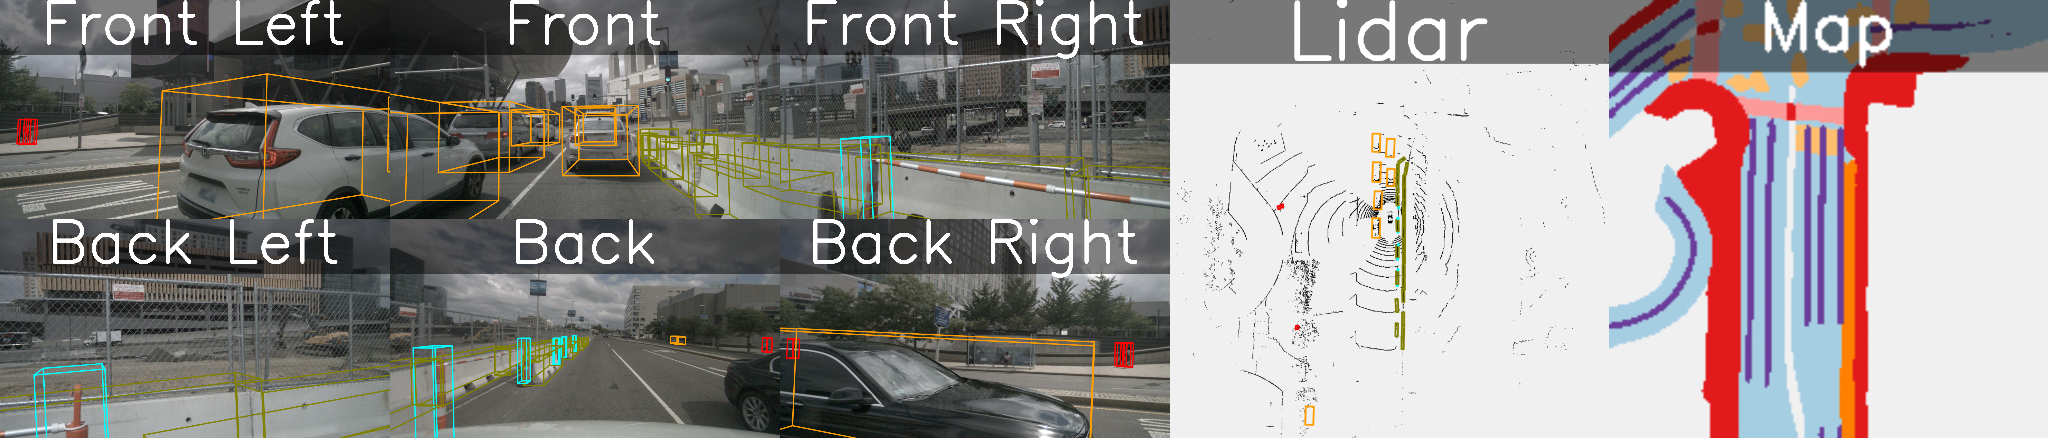 Front Left
Front
Front Right
Lidar
Map
Back Left
Back
Back Right